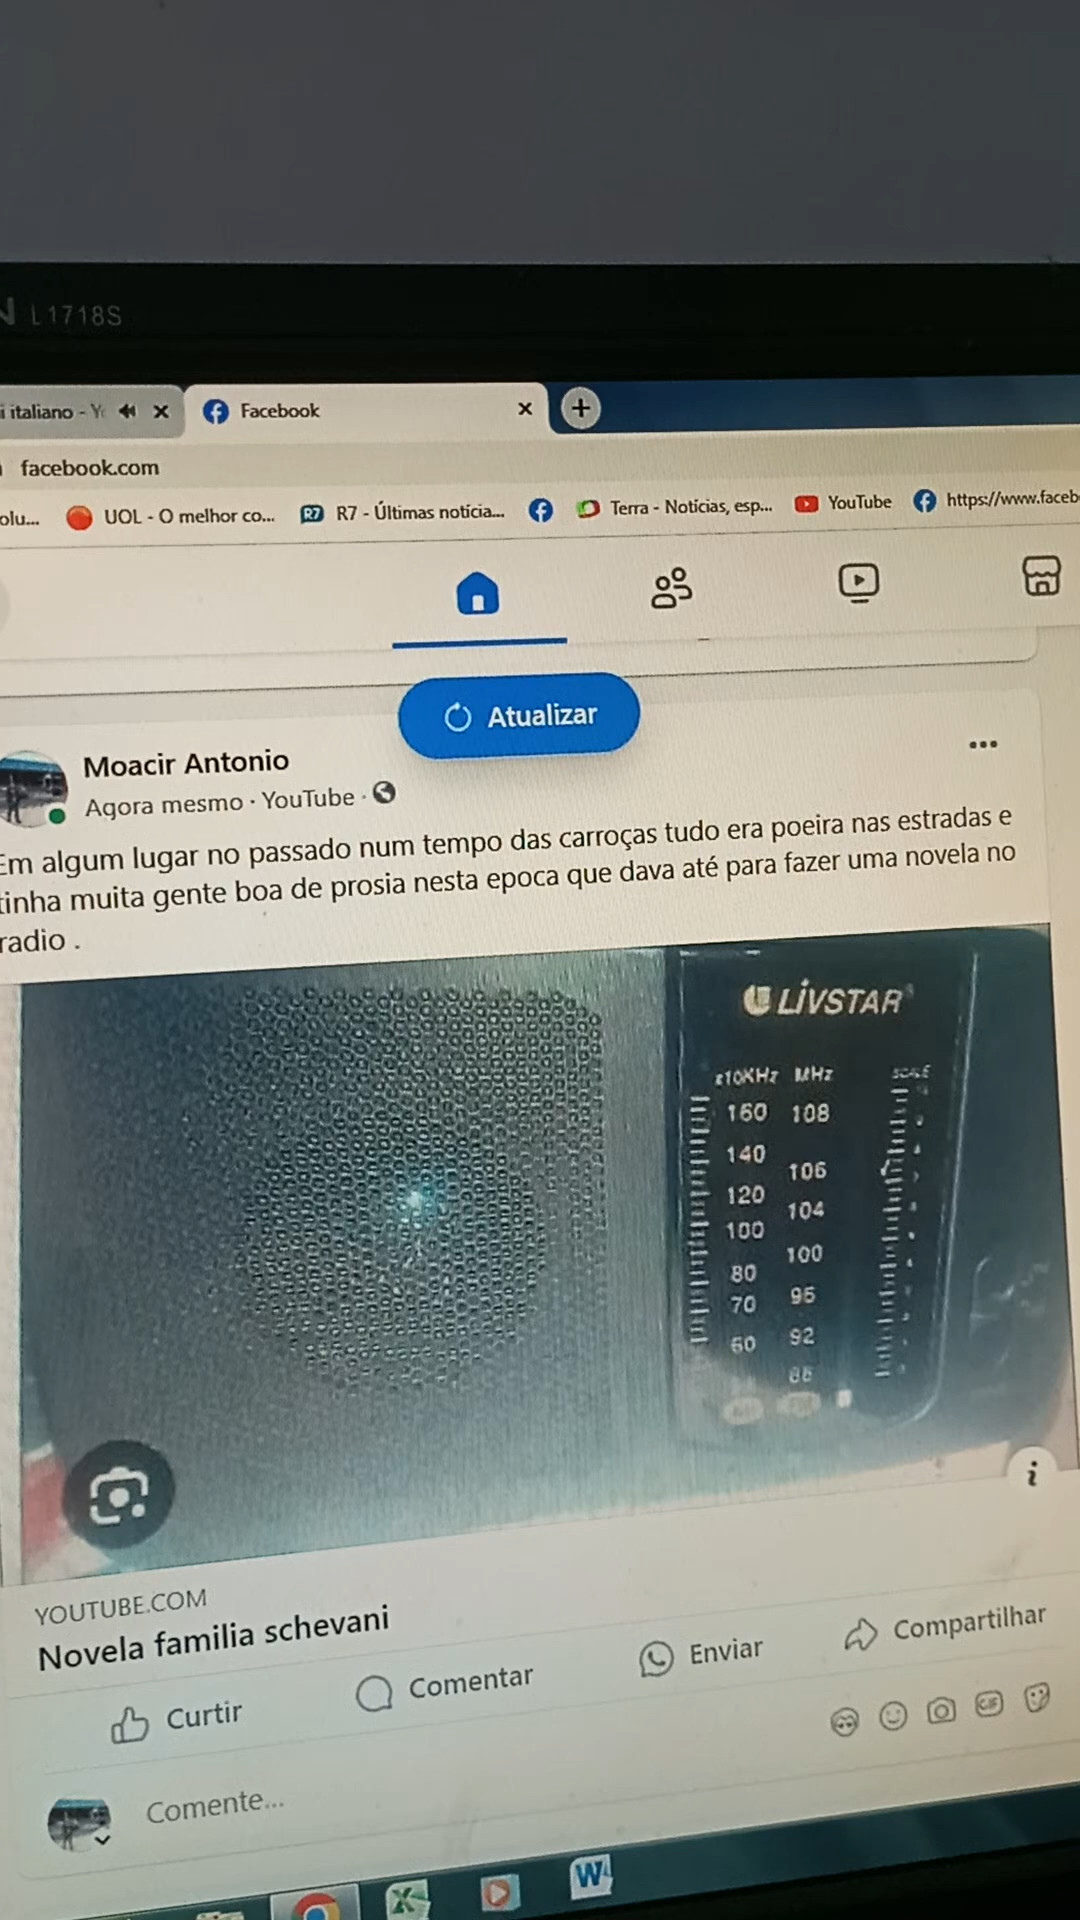 L1718S
i italiano - Y
Facebook
facebook.com
olu...
UOL - O melhor co...
R7
R7 - Últimas notícia...
Terra - Notícias, esp...
YouTube
https://www.faceb
Atualizar
Moacir Antonio
Agora mesmo · YouTube ·
Em algum lugar no passado num tempo das carroças tudo era poeira nas estradas e
tinha muita gente boa de prosia nesta epoca que dava até para fazer uma novela no
radio .
LIVSTAR
x10KHz MHz
160 108
140
106
120
104
100
100
80
95
70
92
60
YOUTUBE.COM
Novela familia schevani
Curtir
Comentar
Enviar
Compartilhar
GIF
Comente...
W